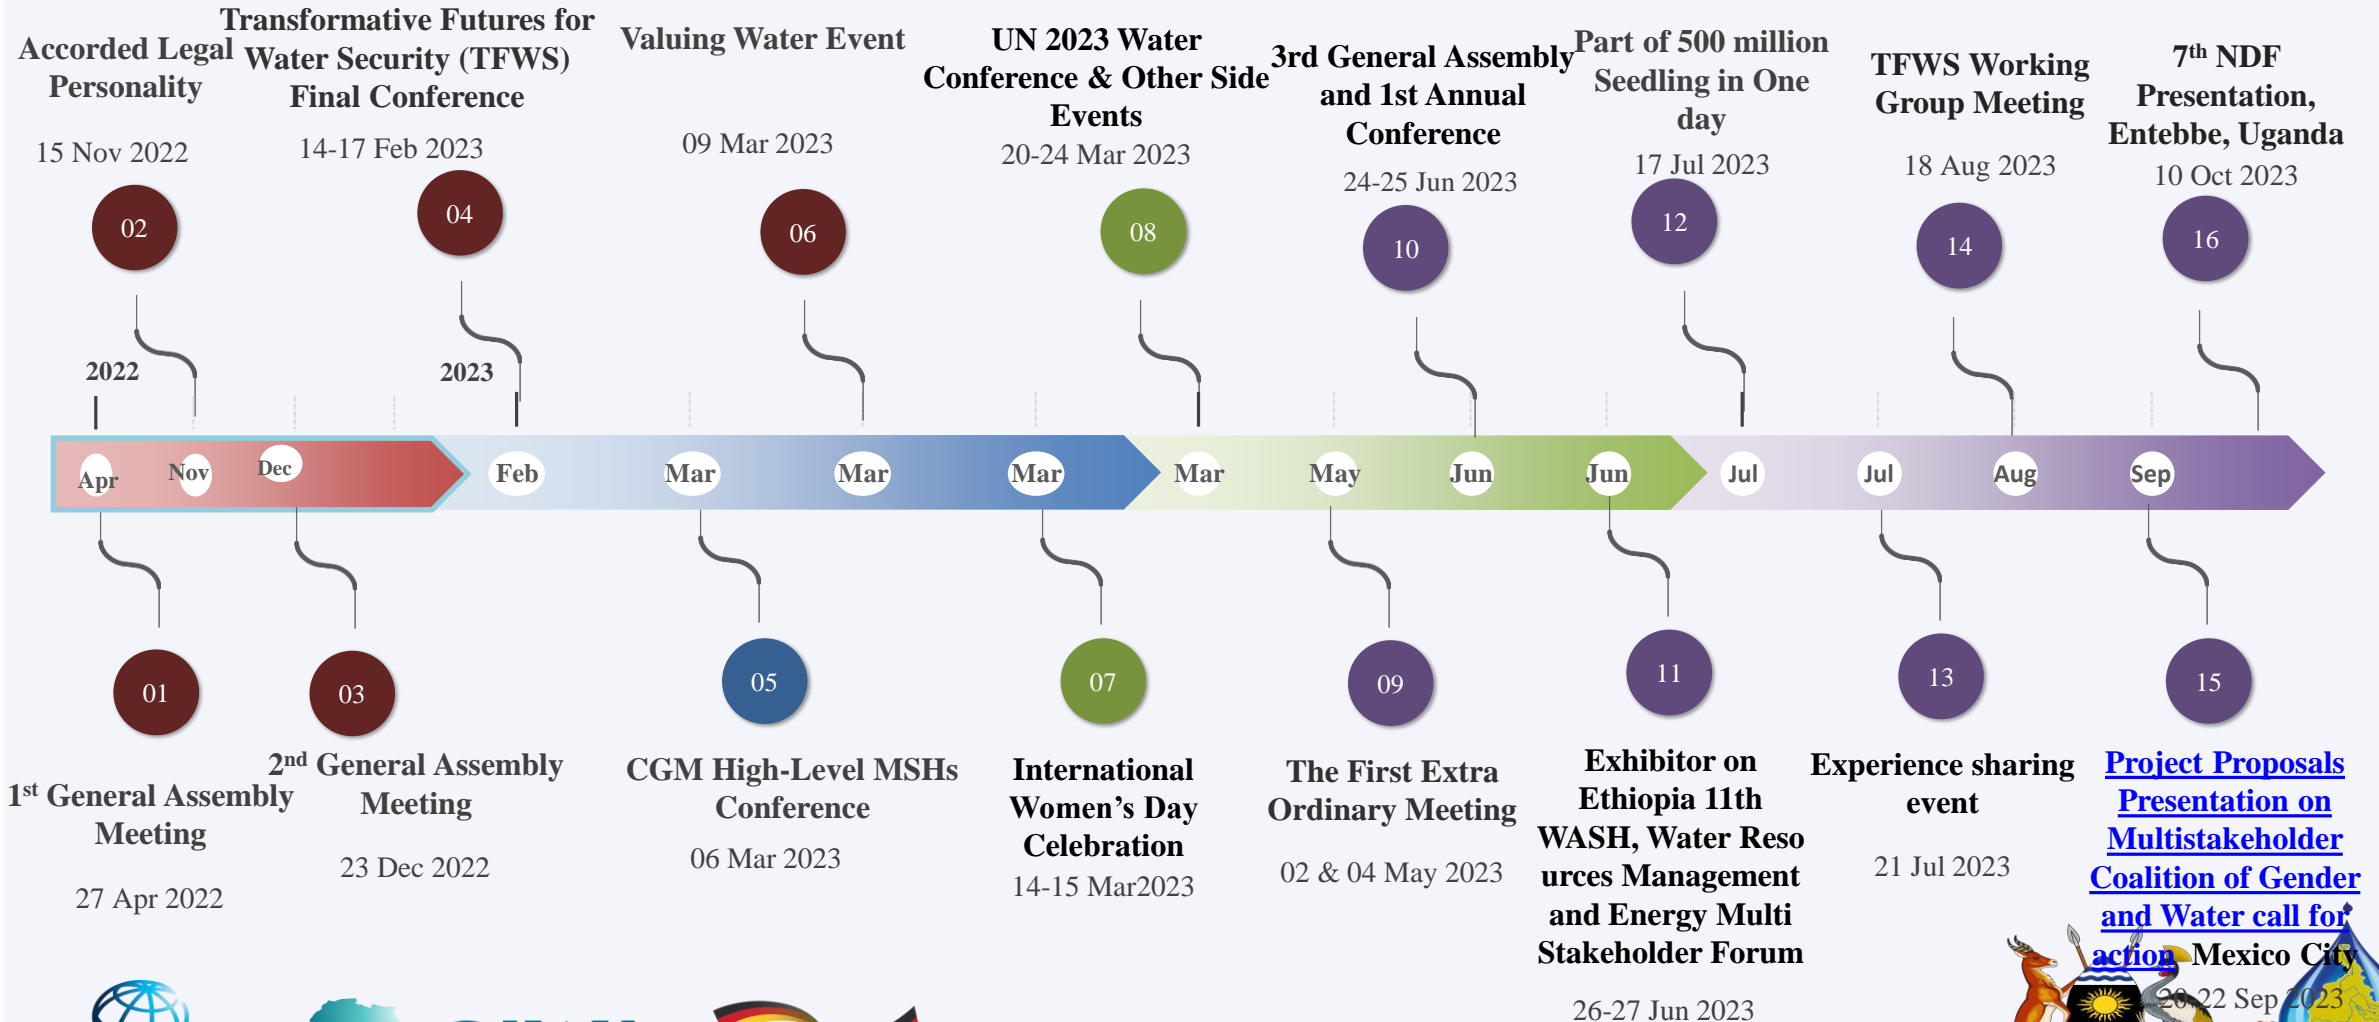 Accorded Legal
Personality
15 Nov 2022
02
Transformative Futures for
Water Security (TFWS)
Final Conference
14-17 Feb 2023
04
Valuing Water Event
09 Mar 2023
06
UN 2023 Water
Conference & Other Side
Events
20-24 Mar 2023
08
3rd General Assembly
and 1st Annual
Conference
24-25 Jun 2023
10
Part of 500 million
Seedling in One
day
17 Jul 2023
12
TFWS Working
Group Meeting
18 Aug 2023
14
7th NDF
Presentation,
Entebbe, Uganda
10 Oct 2023
16
2022
2023
Apr
Nov
Dec
Feb
Mar
Mar
Mar
Mar
May
Jun
Jun
Jul
Jul
Aug
Sep
01
1st General Assembly
Meeting
27 Apr 2022
03
2nd General Assembly
Meeting
23 Dec 2022
05
CGM High-Level MSHs
Conference
06 Mar 2023
07
International
Women’s Day
Celebration
14-15 Mar2023
09
The First Extra
Ordinary Meeting
02 & 04 May 2023
11
Exhibitor on
Ethiopia 11th
WASH, Water Reso
urces Management
and Energy Multi
Stakeholder Forum
26-27 Jun 2023
13
Experience sharing
event
21 Jul 2023
15
Project Proposals
Presentation on
Multistakeholder
Coalition of Gender
and Water call for
action Mexico City
20-22 Sep 2023